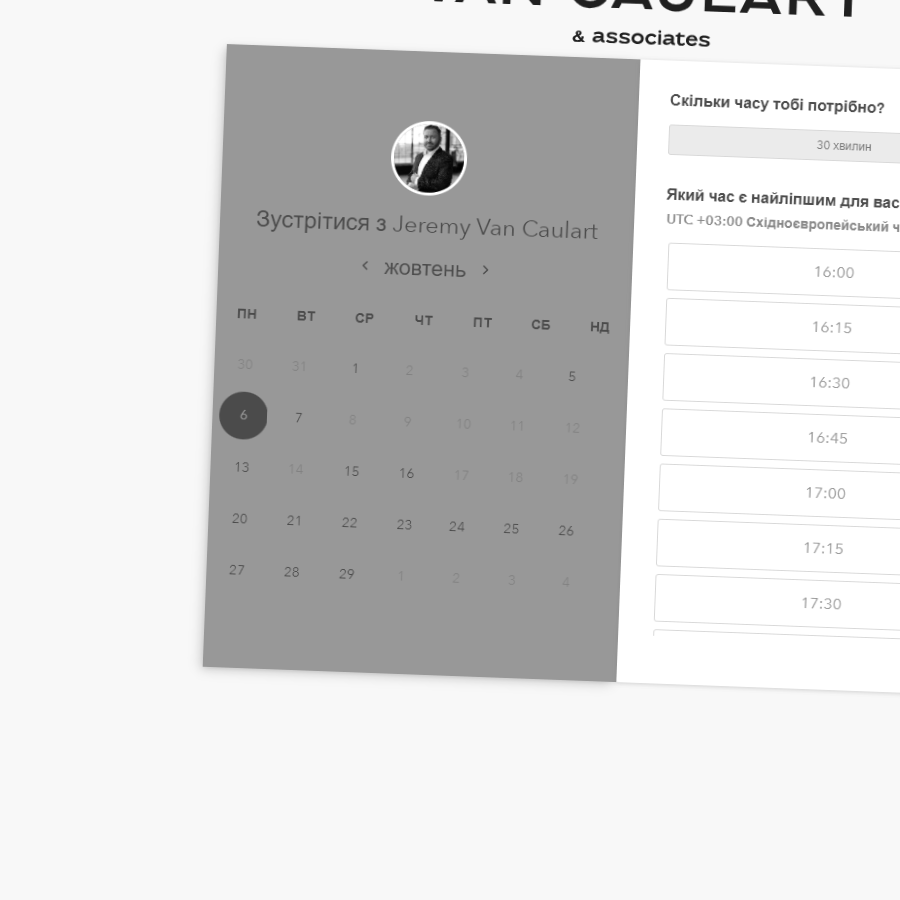 VAN CAULART
& associates
Зустрітися з Jeremy Van Caulart
‹ жовтень ›
ПН ВТ СР ЧТ ПТ СБ НД
30 31 1 2 3 4 5
6 7 8 9 10 11 12
13 14 15 16 17 18 19
20 21 22 23 24 25 26
27 28 29 1 2 3 4
Скільки часу тобі потрібно?
30 хвилин
Який час є найліпшим для вас
UTC +03:00 Східноєвропейський
16:00
16:15
16:30
16:45
17:00
17:15
17:30